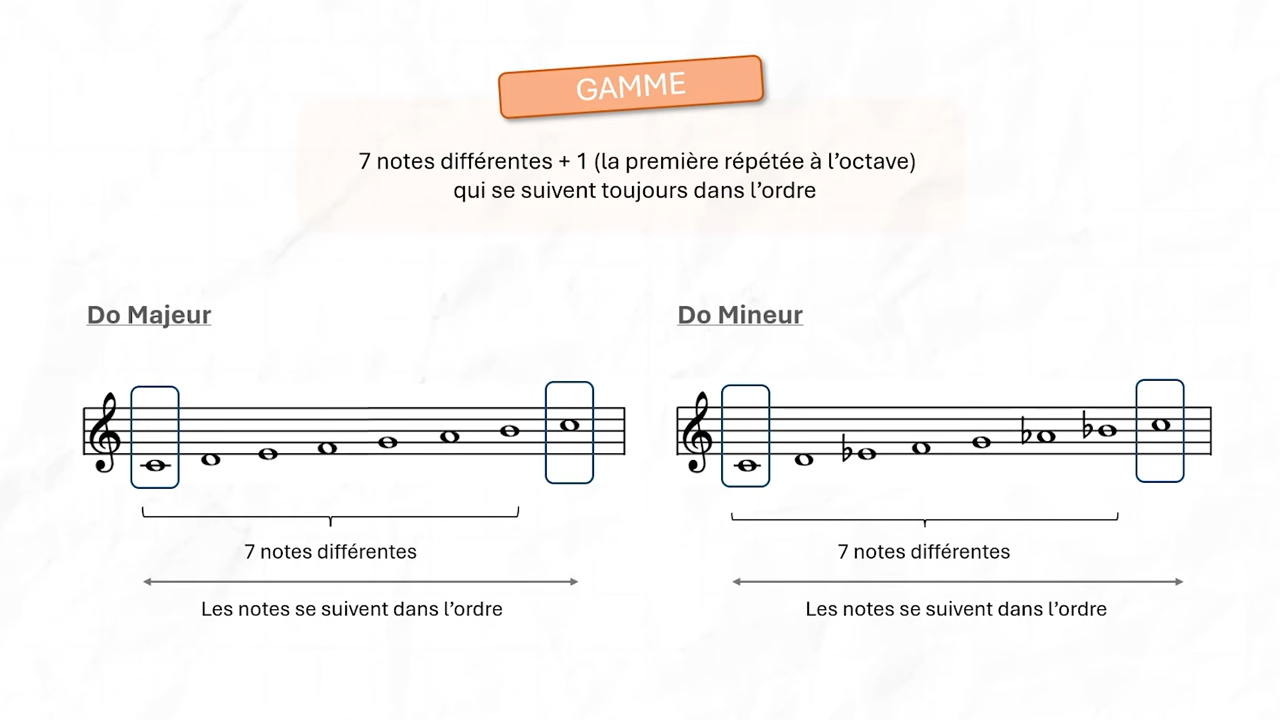 GAMME
7 notes différentes + 1 (la première répétée à l’octave)
qui se suivent toujours dans l’ordre
Do Majeur
7 notes différentes
Les notes se suivent dans l’ordre
Do Mineur
7 notes différentes
Les notes se suivent dans l’ordre